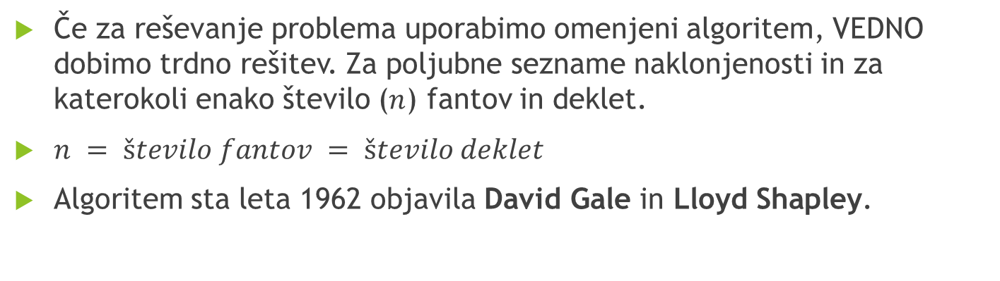 Če za reševanje problema uporabimo omenjeni algoritem, VEDNO
dobimo trdno rešitev. Za poljubne sezname naklonjenosti in za
katerokoli enako število (n) fantov in deklet.
n = število fantov = število deklet
Algoritem sta leta 1962 objavila David Gale in Lloyd Shapley.